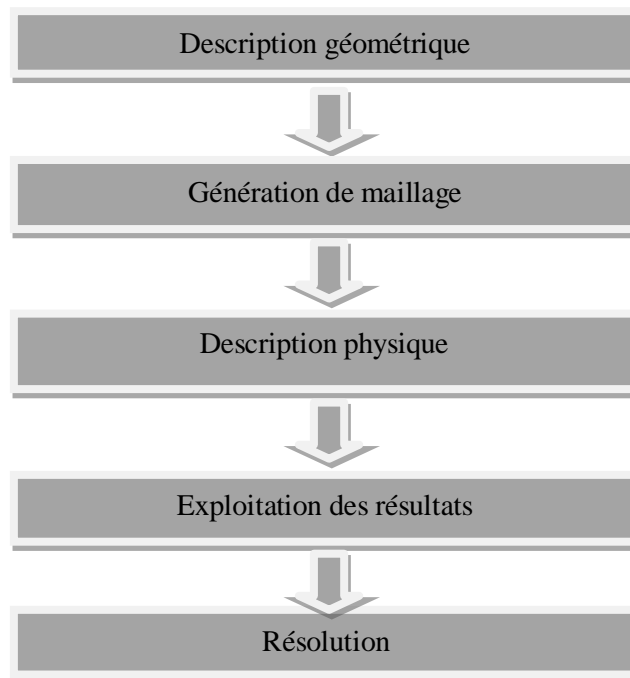 Description géométrique
Génération de maillage
Description physique
Exploitation des résultats
Résolution